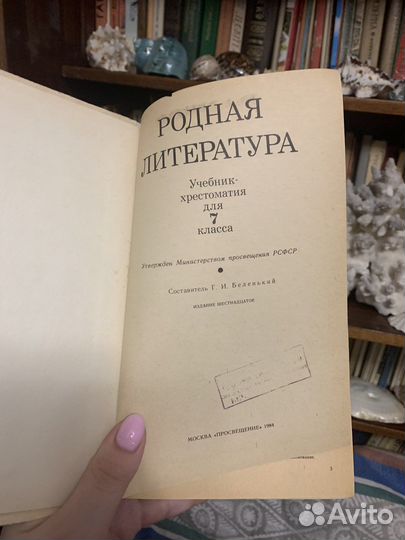 РОДНАЯ
ЛИТЕРАТУРА
Учебник-
хрестоматия
для
7
класса
Утвержден Министерством просвещения РСФСР
Составитель Г. И. Беленький
ИЗДАНИЕ ШЕСТНАДЦАТОЕ
МОСКВА «ПРОСВЕЩЕНИЕ» 1984
3
Avito